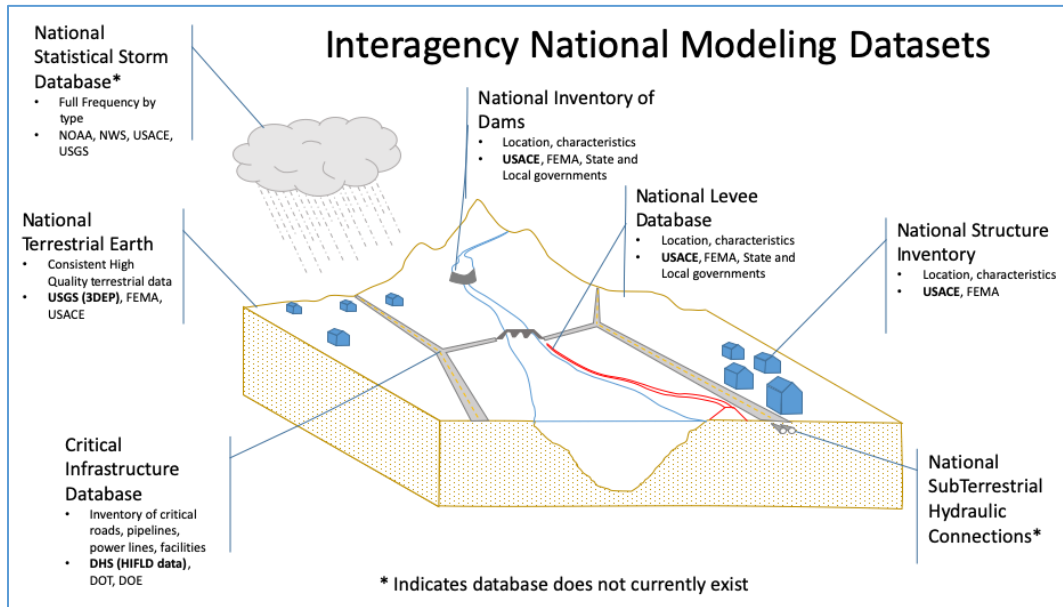 Interagency National Modeling Datasets
National
Statistical Storm
Database*
• Full Frequency by
type
• NOAA, NWS, USACE,
USGS
National Inventory of
Dams
• Location, characteristics
• USACE, FEMA, State and
Local governments
National Levee
Database
• Location, characteristics
• USACE, FEMA, State and
Local governments
National Structure
Inventory
• Location, characteristics
• USACE, FEMA
National
Terrestrial Earth
• Consistent High
Quality terrestrial data
• USGS (3DEP), FEMA,
USACE
Critical
Infrastructure
Database
• Inventory of critical
roads, pipelines,
power lines, facilities
• DHS (HIFLD data),
DOT, DOE
National
SubTerrestrial
Hydraulic
Connections*
* Indicates database does not currently exist